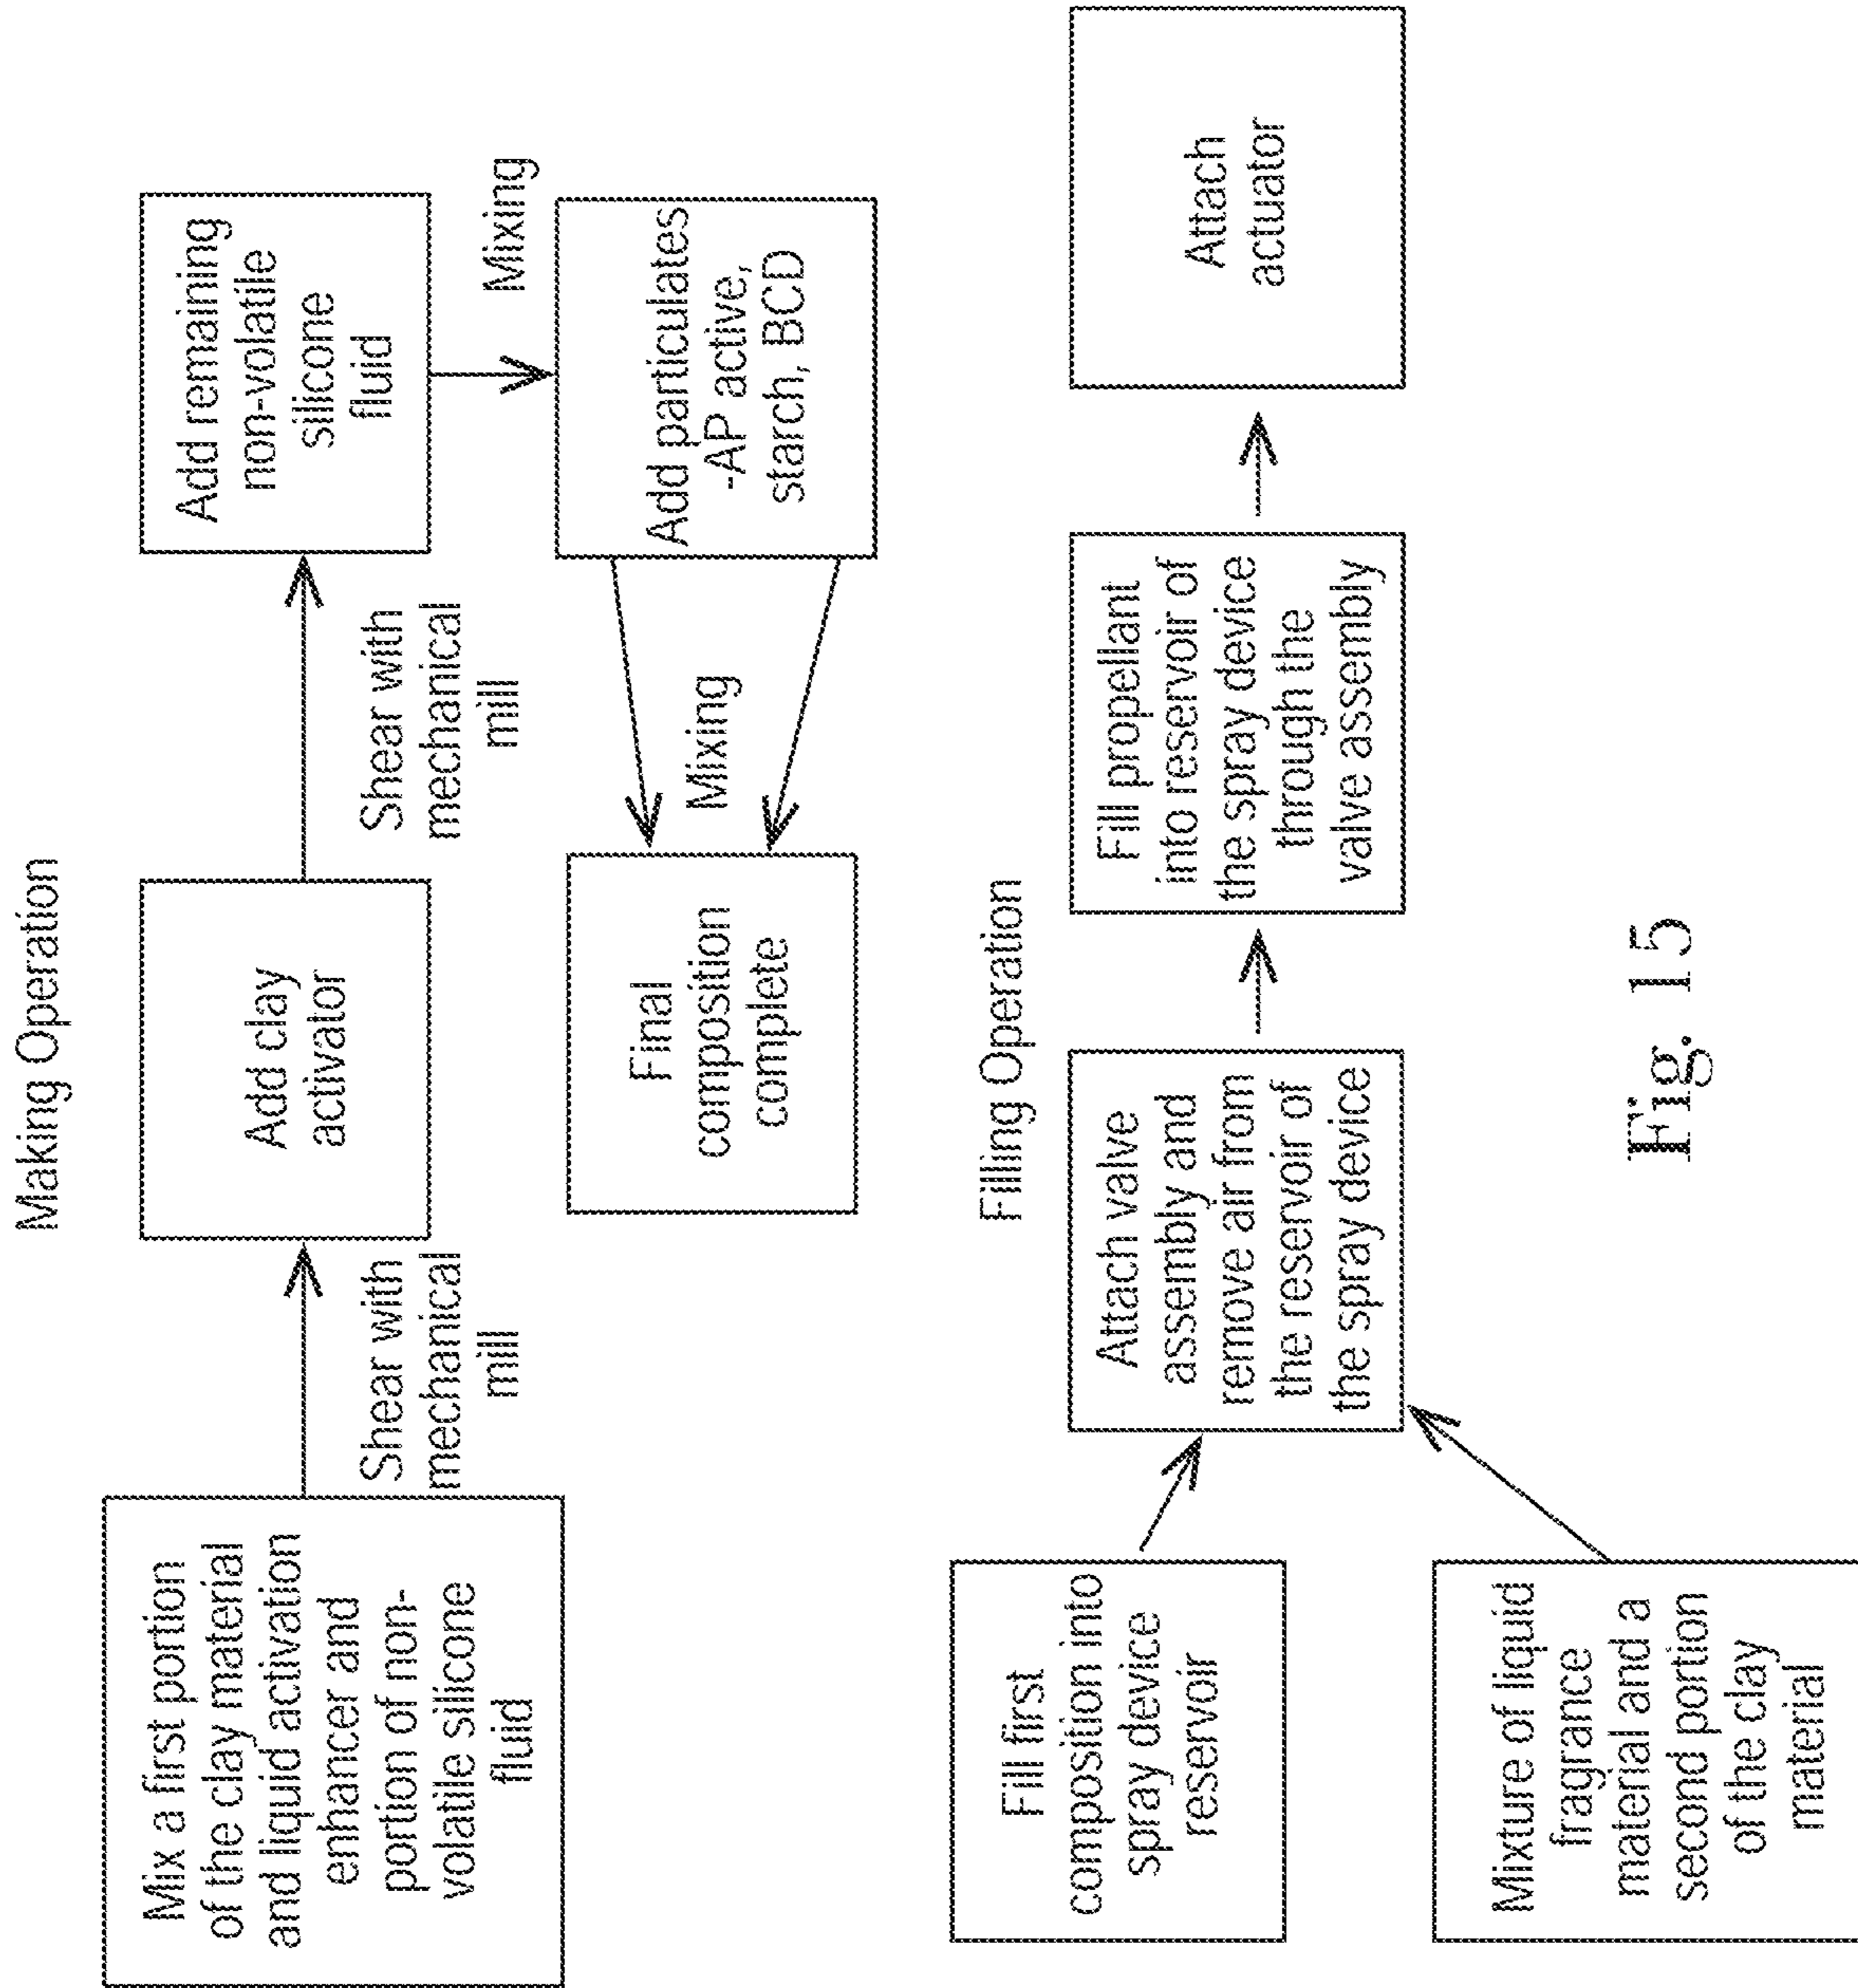 Making Operation
Mix a first portion
of the clay material
and liquid activation
enhancer and
portion of non-
volatile silicone
fluid
Shear with
mechanical
mill
Add clay
activator
Shear with
mechanical
mill
Add remaining
non-volatile
silicone
fluid
Mixing
Add particulates
-AP active,
starch, BCD
Mixing
Final
composition
complete
Filling Operation
Fill first
composition into
spray device
reservoir
Mixture of liquid
fragrance
material and a
second portion
of the clay
material
Attach valve
assembly and
remove air from
the reservoir of
the spray device
Fill propellant
into reservoir of
the spray device
through the
valve assembly
Attach
actuator
Fig. 15